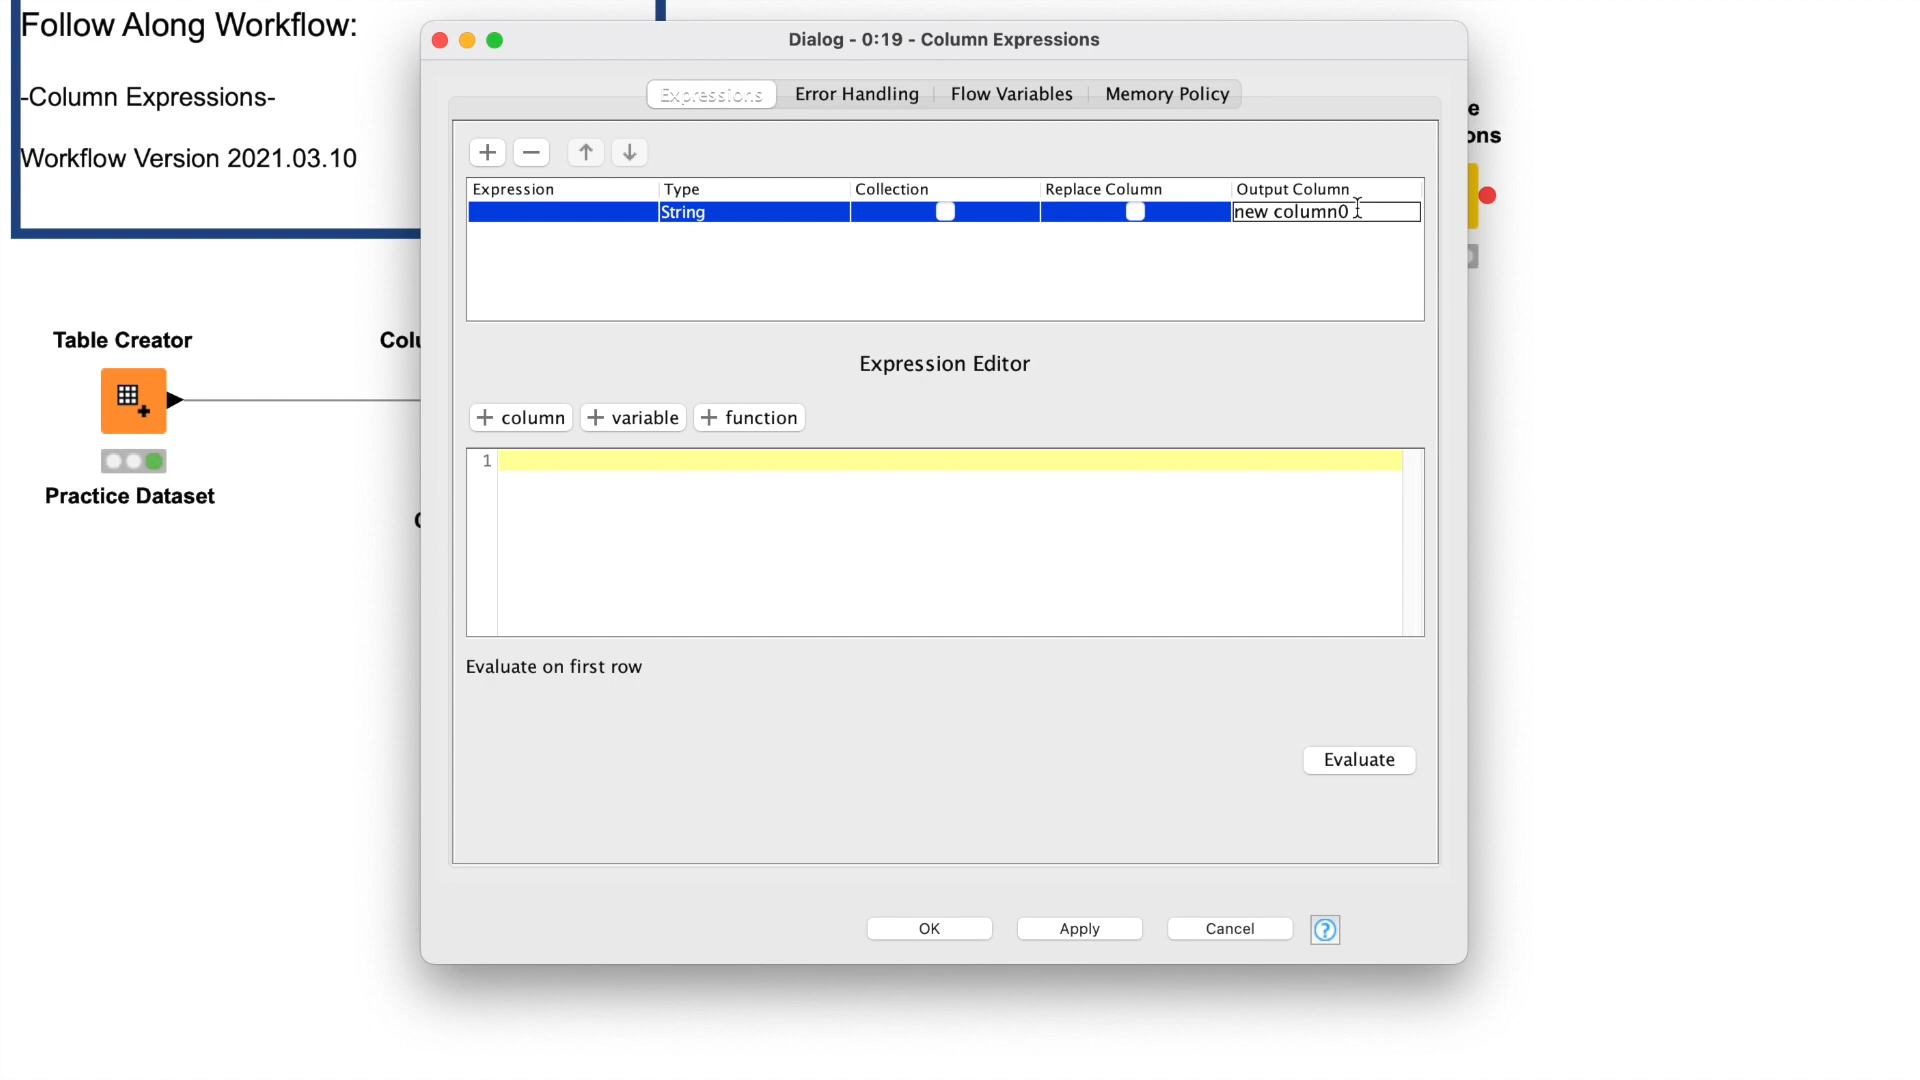 Follow Along Workflow:
-Column Expressions-
Workflow Version 2021.03.10
Dialog - 0:19 - Column Expressions
Expressions Error Handling Flow Variables Memory Policy
Expression Type Collection Replace Column Output Column
String new column0
Expression Editor
+ column + variable + function
1
Evaluate on first row
Evaluate
OK Apply Cancel ?
Table Creator
Practice Dataset